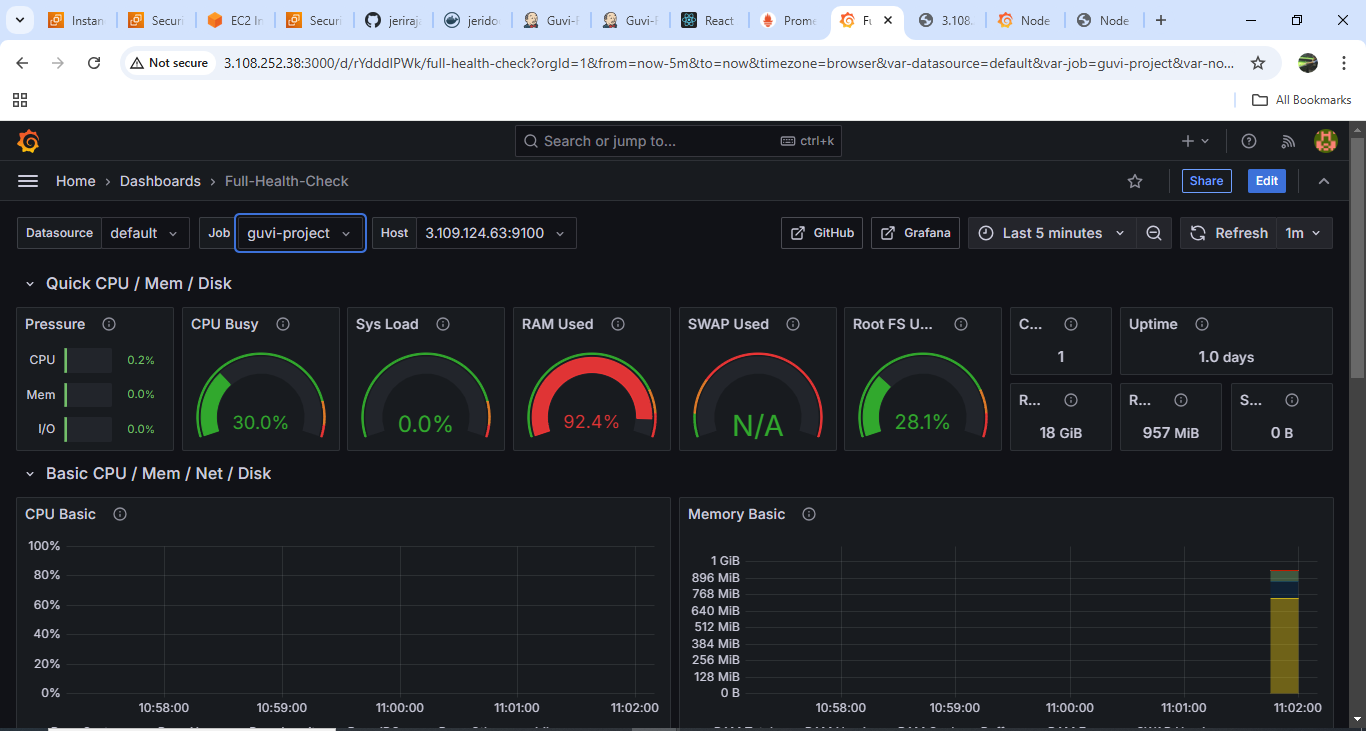 Instan
Securi
EC2 In
Securi
jeriraja
jerido
Guvi-F
Guvi-F
React
Prome
Fu
3.108.
Node
Node
Not secure
3.108.252.38:3000/d/rYdddlPWk/full-health-check?orgId=1&from=now-5m&to=now&timezone=browser&var-datasource=default&var-job=guvi-project&var-no...
All Bookmarks
Search or jump to...
ctrl+k
Home › Dashboards › Full-Health-Check
Share
Edit
Datasource default
Job guvi-project
Host 3.109.124.63:9100
GitHub
Grafana
Last 5 minutes
Refresh 1m
Quick CPU / Mem / Disk
Pressure
CPU 0.2%
Mem 0.0%
I/O 0.0%
CPU Busy
30.0%
Sys Load
0.0%
RAM Used
92.4%
SWAP Used
N/A
Root FS U...
28.1%
C...
1
Uptime
1.0 days
R...
18 GiB
R...
957 MiB
S...
0 B
Basic CPU / Mem / Net / Disk
CPU Basic
100%
80%
60%
40%
20%
0%
10:58:00 10:59:00 11:00:00 11:01:00 11:02:00
Memory Basic
1 GiB
896 MiB
768 MiB
640 MiB
512 MiB
384 MiB
256 MiB
128 MiB
0 B
10:58:00 10:59:00 11:00:00 11:01:00 11:02:00